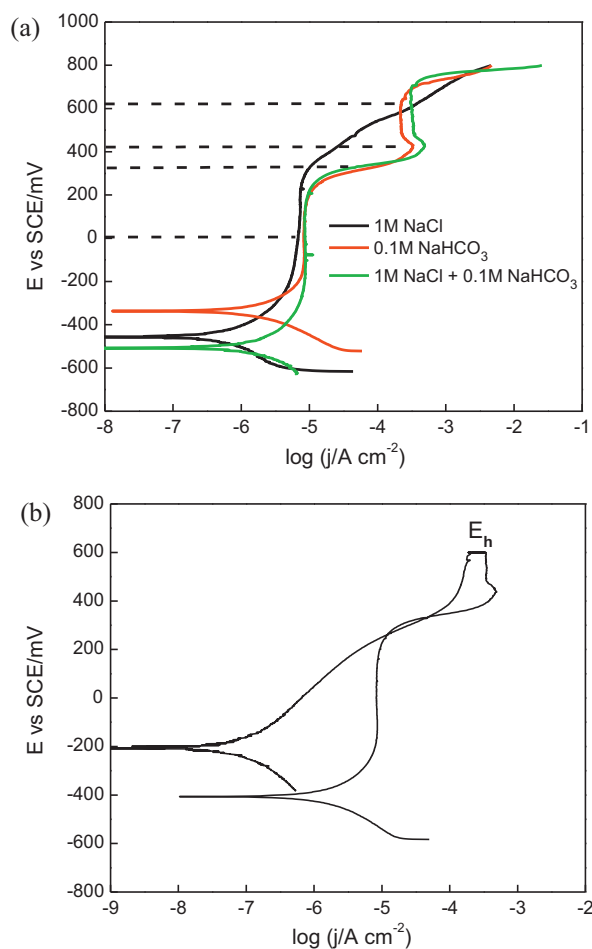 (a)
1000
800
600
400
200
0
-200
-400
-600
-800
E vs SCE/mV
1M NaCl
0.1M NaHCO₃
1M NaCl + 0.1M NaHCO₃
-8 -7 -6 -5 -4 -3 -2 -1
log (j/A cm⁻²)
(b)
800
600
400
200
0
-200
-400
-600
-800
E vs SCE/mV
Eₕ
-9 -8 -7 -6 -5 -4 -3 -2
log (j/A cm⁻²)